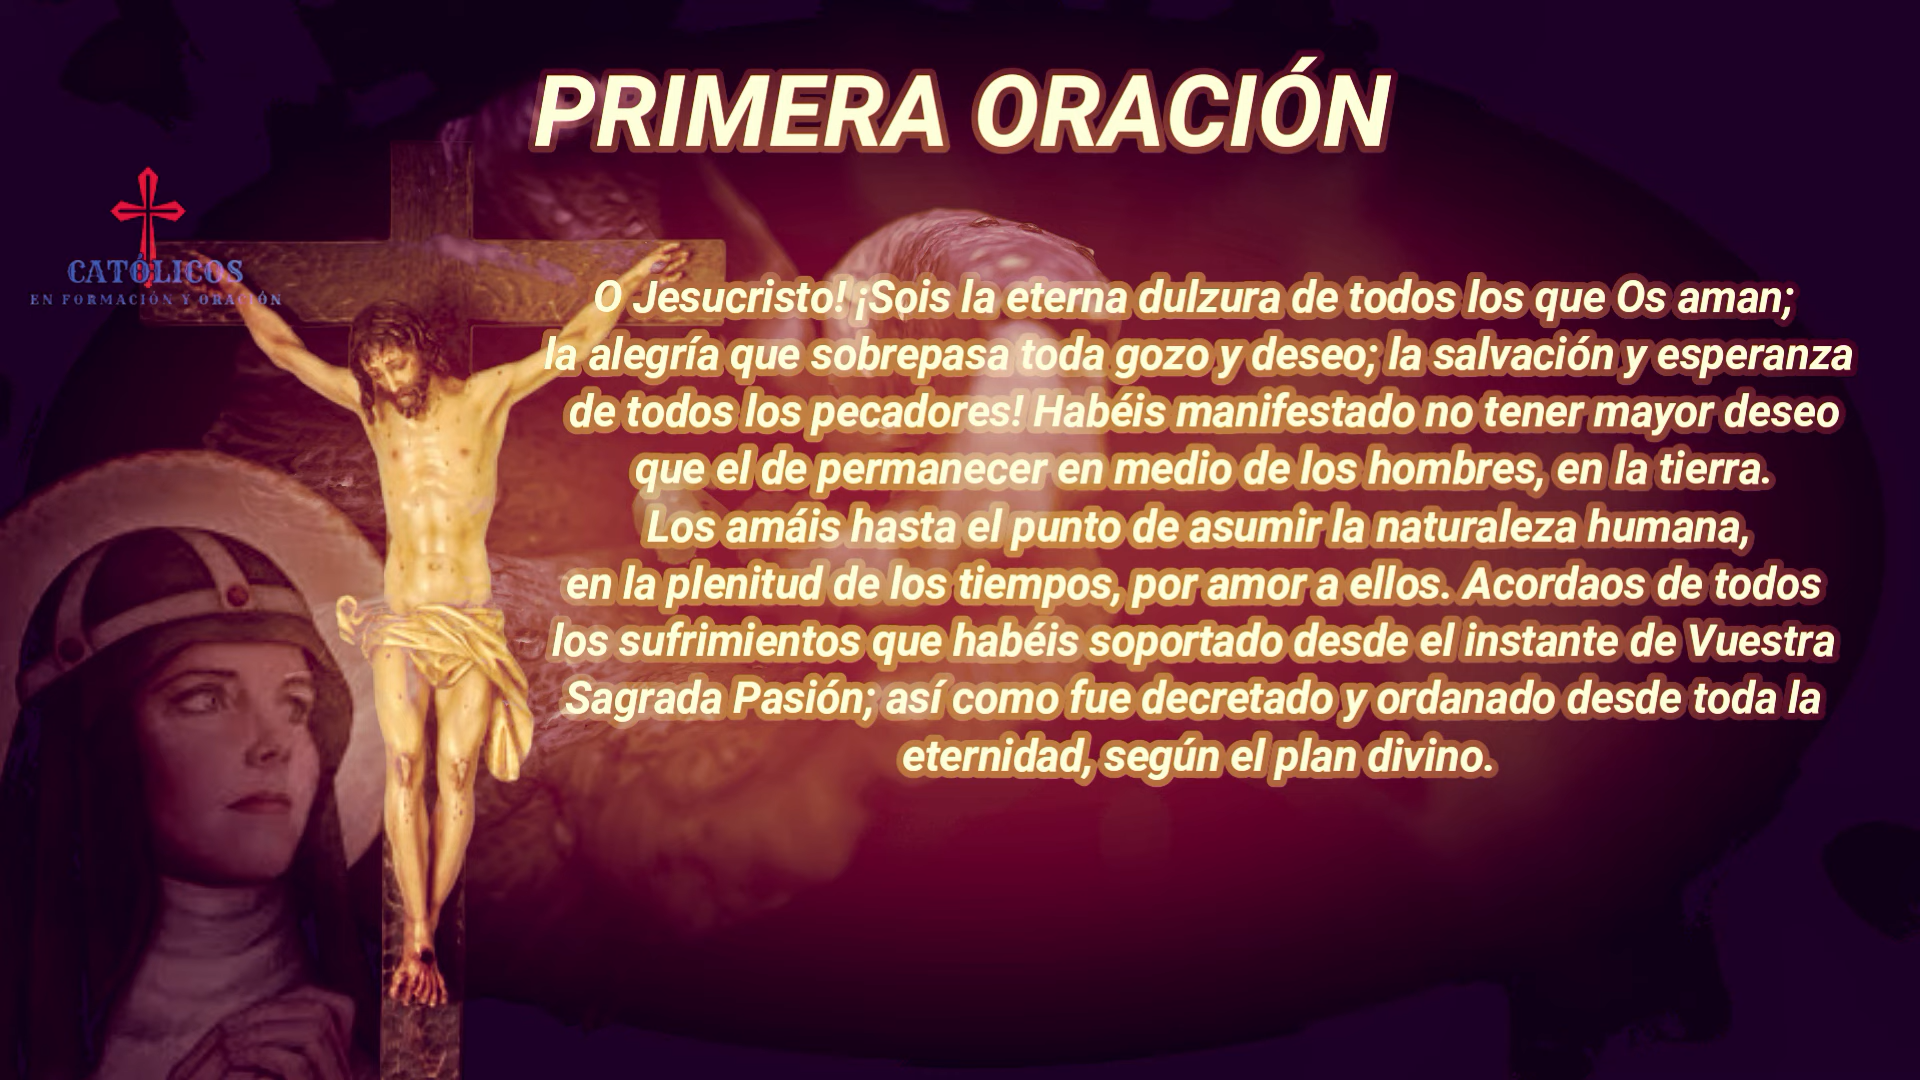 PRIMERA ORACIÓN
CATÓLICOS
EN FORMACIÓN Y ORACIÓN
O Jesucristo! ¡Sois la eterna dulzura de todos los que Os aman;
la alegría que sobrepasa toda gozo y deseo; la salvación y esperanza
de todos los pecadores! Habéis manifestado no tener mayor deseo
que el de permanecer en medio de los hombres, en la tierra.
Los amáis hasta el punto de asumir la naturaleza humana,
en la plenitud de los tiempos, por amor a ellos. Acordaos de todos
los sufrimientos que habéis soportado desde el instante de Vuestra
Sagrada Pasión; así como fue decretado y ordanado desde toda la
eternidad, según el plan divino.